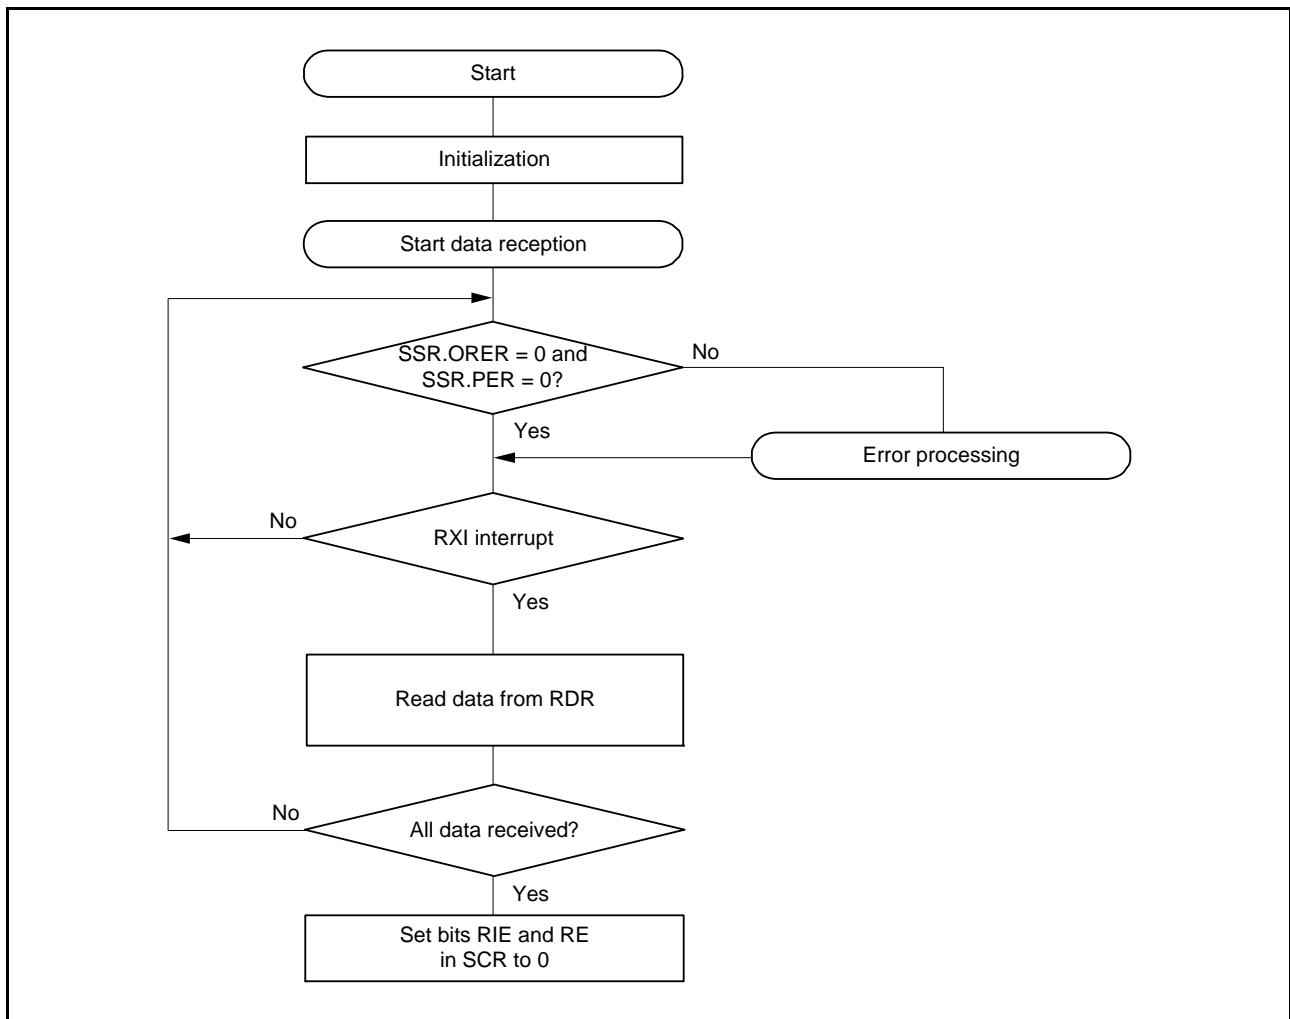 Start
Initialization
Start data reception
SSR.ORER = 0 and
SSR.PER = 0?
No
Yes
Error processing
No
RXI interrupt
Yes
Read data from RDR
No
All data received?
Yes
Set bits RIE and RE
in SCR to 0